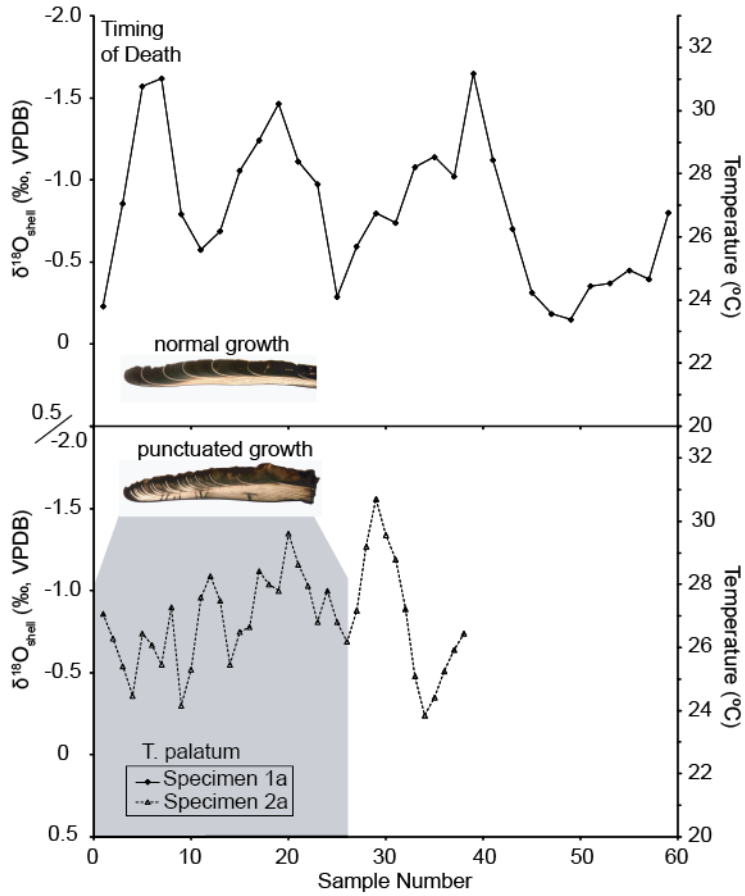 Timing
of Death
-2.0
-1.5
-1.0
-0.5
0
0.5
δ¹⁸Oshell (‰, VPDB)
32
30
28
26
24
22
20
Temperature (ºC)
normal growth
-2.0
-1.5
-1.0
-0.5
0
0.5
δ¹⁸Oshell (‰, VPDB)
32
30
28
26
24
22
20
Temperature (ºC)
punctuated growth
T. palatum
Specimen 1a
Specimen 2a
0 10 20 30 40 50 60
Sample Number